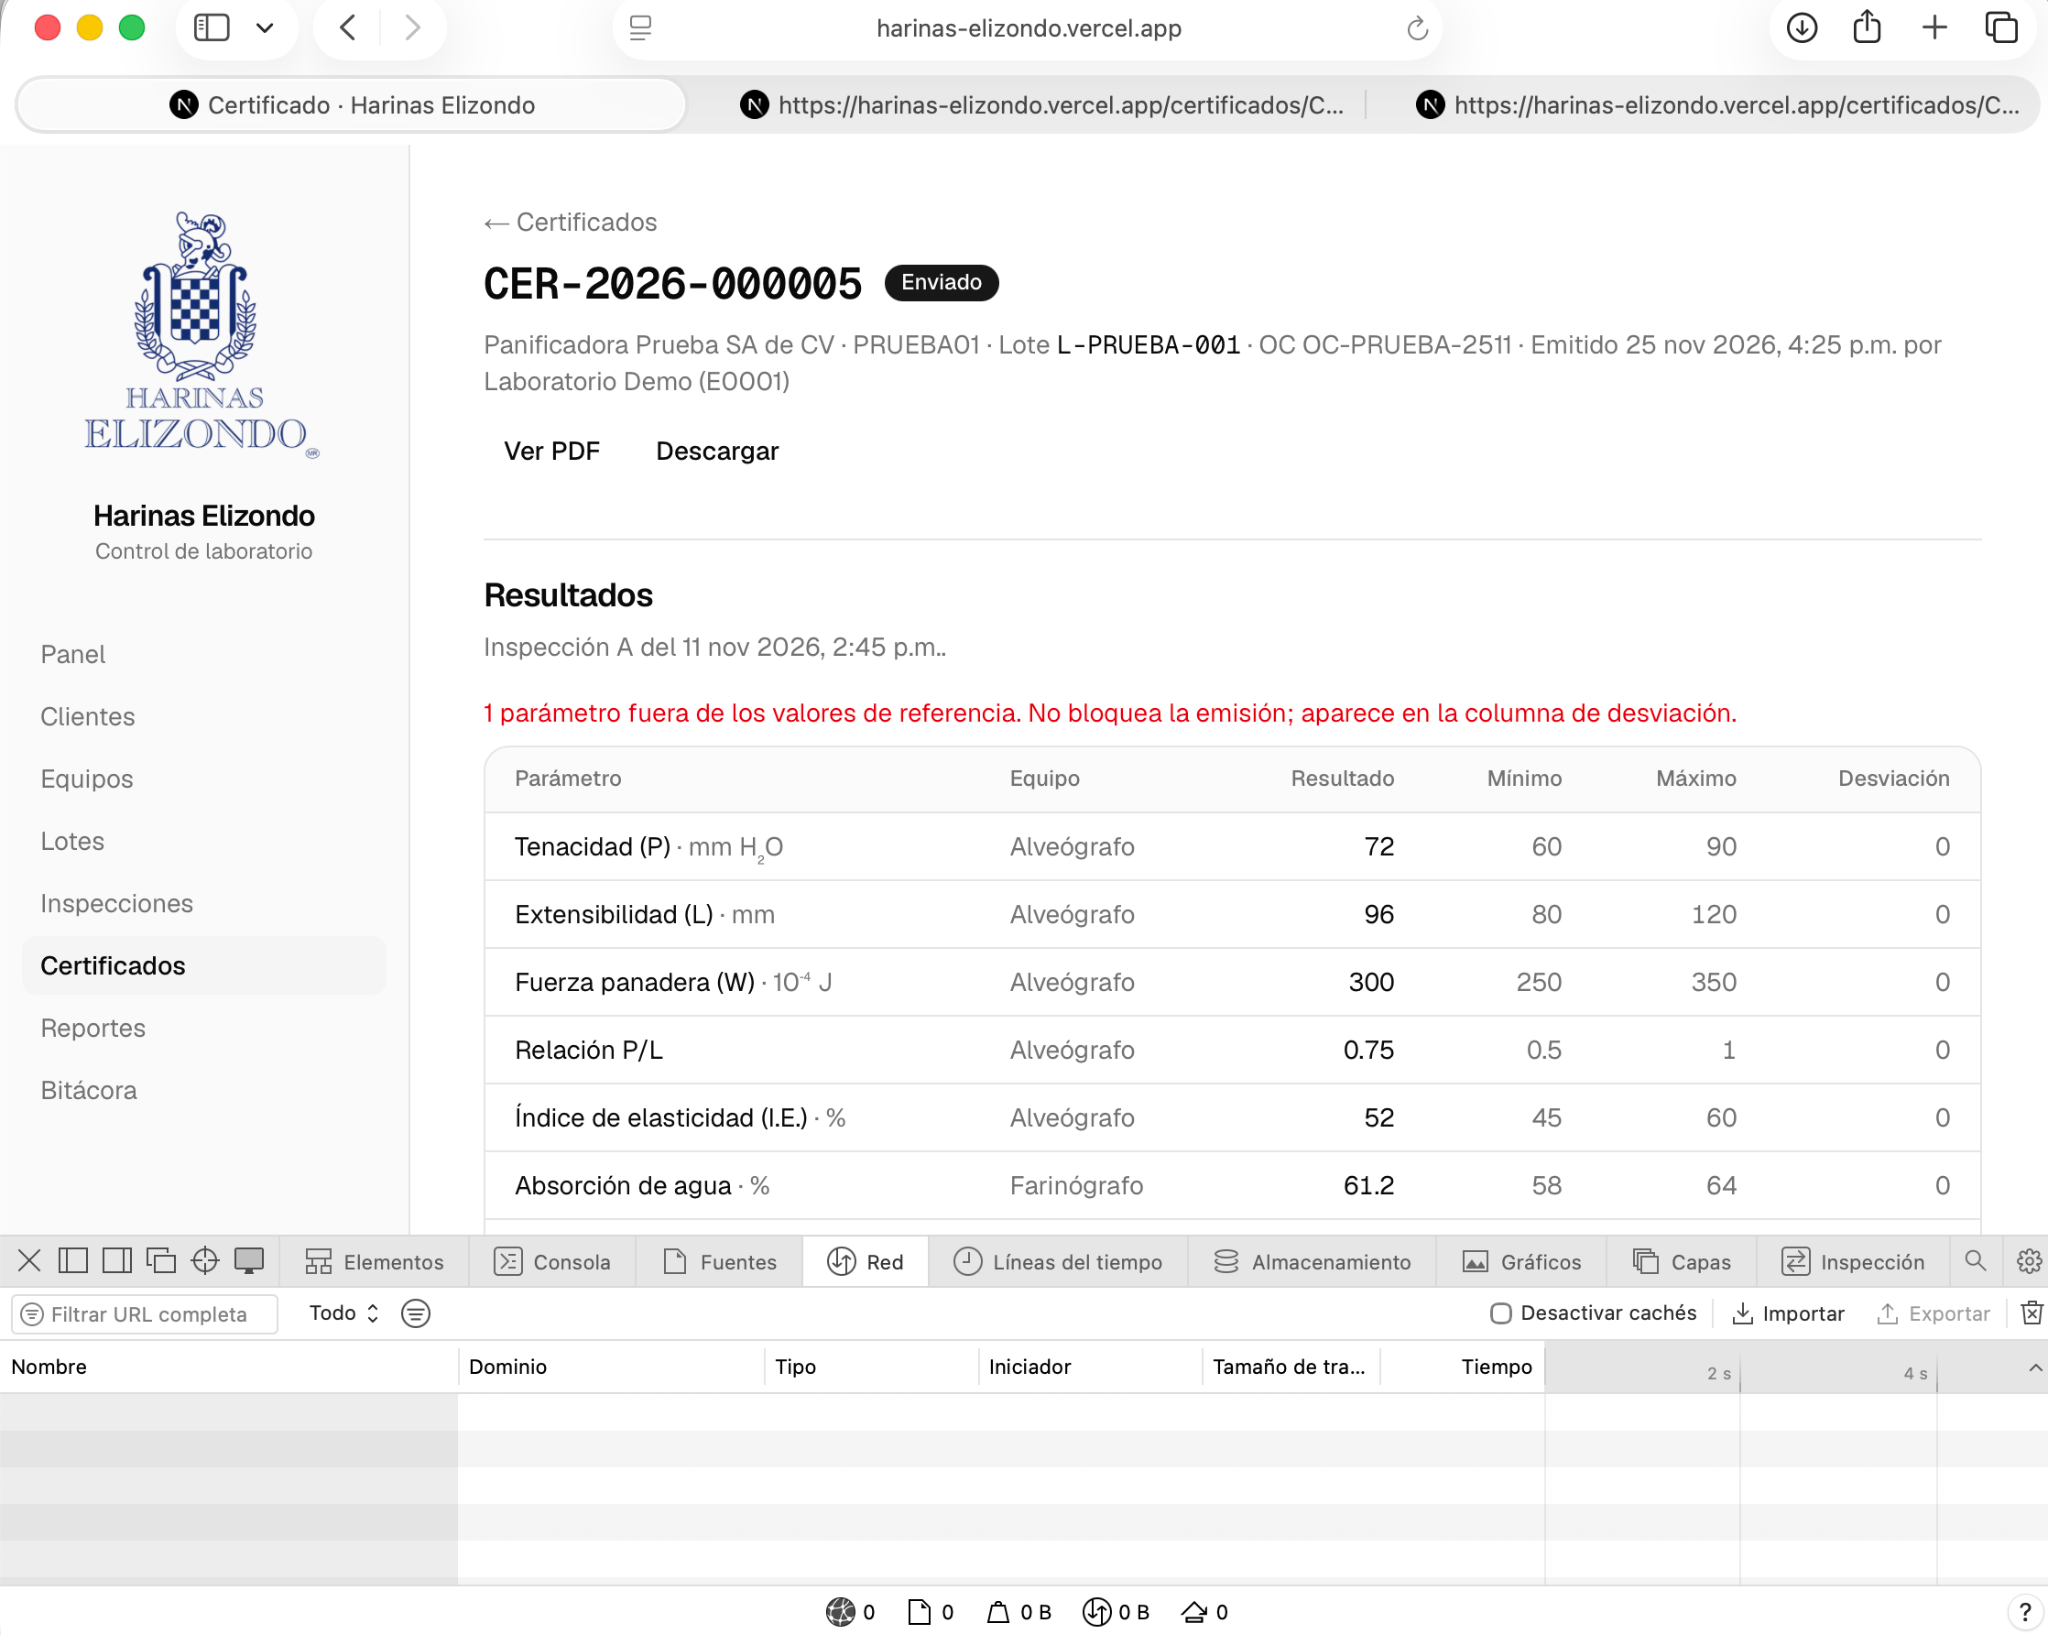 harinas-elizondo.vercel.app
Certificado · Harinas Elizondo
https://harinas-elizondo.vercel.app/certificados/C...
https://harinas-elizondo.vercel.app/certificados/C...
HARINAS
ELIZONDO
MR
Harinas Elizondo
Control de laboratorio
Panel
Clientes
Equipos
Lotes
Inspecciones
Certificados
Reportes
Bitácora
← Certificados
CER-2026-000005 Enviado
Panificadora Prueba SA de CV · PRUEBA01 · Lote L-PRUEBA-001 · OC OC-PRUEBA-2511 · Emitido 25 nov 2026, 4:25 p.m. por
Laboratorio Demo (E0001)
Ver PDF Descargar
Resultados
Inspección A del 11 nov 2026, 2:45 p.m..
1 parámetro fuera de los valores de referencia. No bloquea la emisión; aparece en la columna de desviación.
Parámetro Equipo Resultado Mínimo Máximo Desviación
Tenacidad (P) · mm H₂O Alveógrafo 72 60 90 0
Extensibilidad (L) · mm Alveógrafo 96 80 120 0
Fuerza panadera (W) · 10⁻⁴ J Alveógrafo 300 250 350 0
Relación P/L Alveógrafo 0.75 0.5 1 0
Índice de elasticidad (I.E.) · % Alveógrafo 52 45 60 0
Absorción de agua · % Farinógrafo 61.2 58 64 0
Elementos Consola Fuentes Red Líneas del tiempo Almacenamiento Gráficos Capas Inspección
Filtrar URL completa Todo Desactivar cachés Importar Exportar
Nombre Dominio Tipo Iniciador Tamaño de tra... Tiempo 2 s 4 s
0 0 0 B 0 B 0 ?